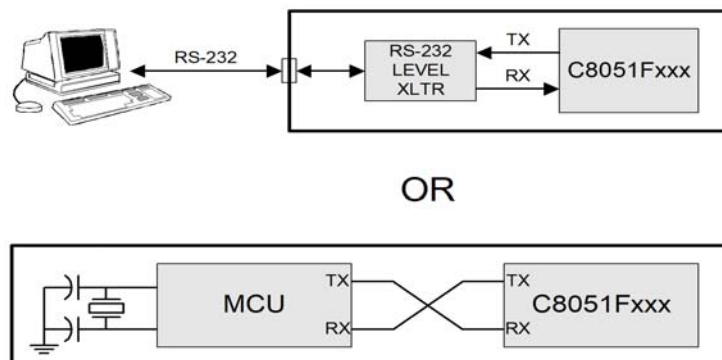 RS-232
RS-232
LEVEL
XLTR
TX
RX
C8051Fxxx
OR
MCU
TX
RX
TX
RX
C8051Fxxx